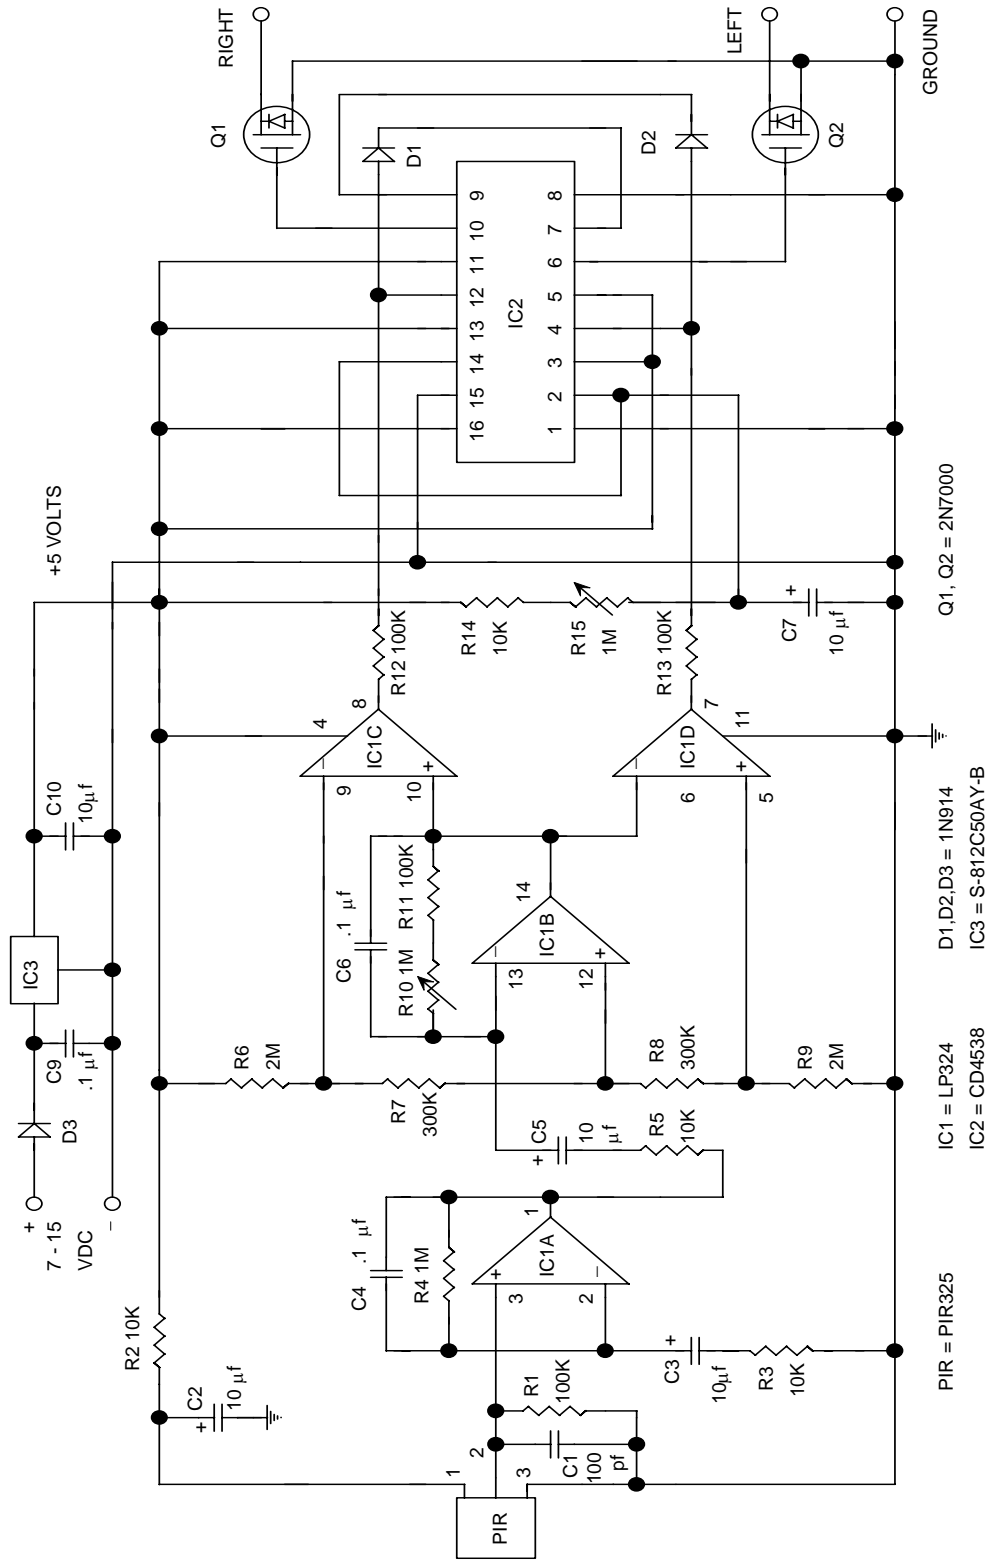 +
7 - 15
VDC
–
D3
C9
.1 µf
IC3
C10
10µf
+5 VOLTS
R2 10K
C2
+
10 µf
PIR
1
2
3
C1
100
pf
R1
100K
C3
+
10µf
R3
10K
C4
.1 µf
R4 1M
3
2
+
–
IC1A
1
C5
+
10
µf
R5
10K
R6
2M
R7
300K
R8
300K
R9
2M
C6
.1 µf
R10 1M
R11 100K
13
12
–
+
IC1B
14
9
10
–
+
IC1C
4
8
6
5
–
+
IC1D
7
11
R12 100K
R13 100K
R14
10K
R15
1M
C7
+
10 µf
16 15 14 13 12 11 10 9
IC2
1 2 3 4 5 6 7 8
D1
D2
Q1
Q2
RIGHT
LEFT
GROUND
PIR = PIR325
IC1 = LP324
IC2 = CD4538
D1,D2,D3 = 1N914
IC3 = S-812C50AY-B
Q1, Q2 = 2N7000